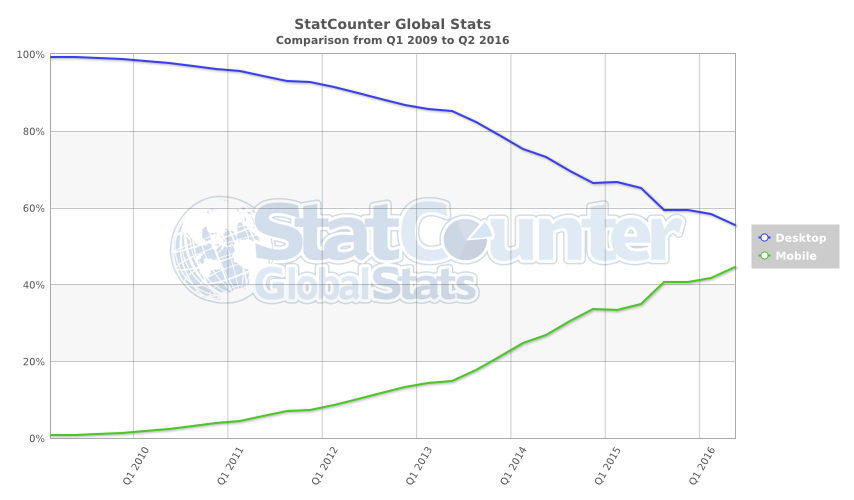 StatCounter Global Stats
Comparison from Q1 2009 to Q2 2016
100%
80%
60%
40%
20%
0%
StatCounter
GlobalStats
Desktop
Mobile
Q1 2010
Q1 2011
Q1 2012
Q1 2013
Q1 2014
Q1 2015
Q1 2016